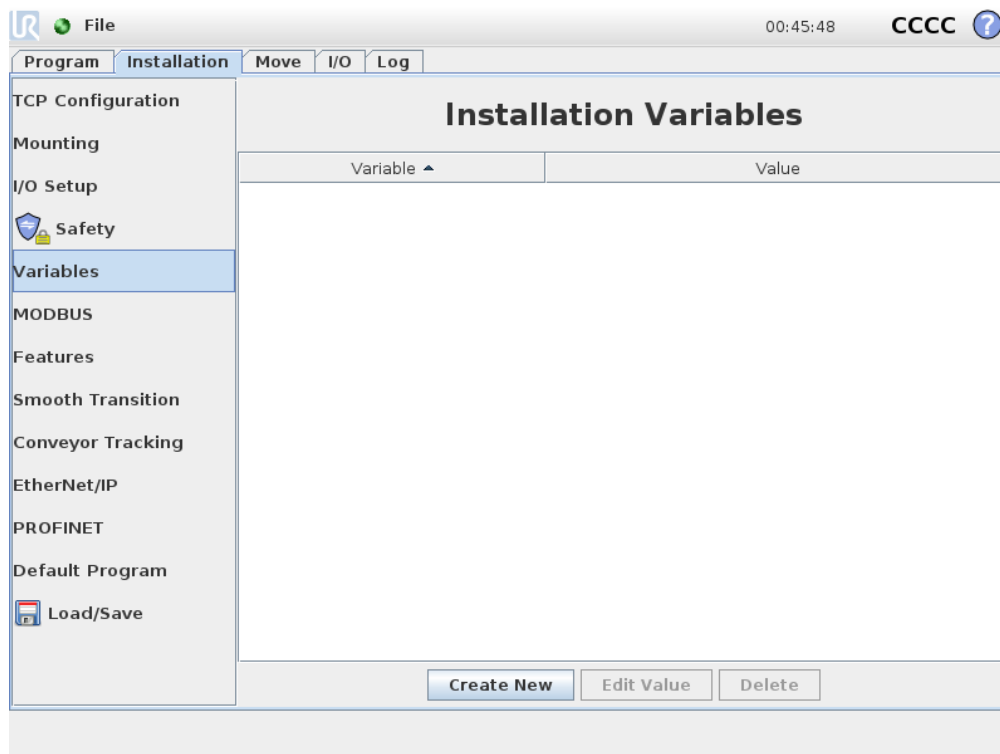 UR File 00:45:48 CCCC ?
Program Installation Move I/O Log
TCP Configuration
Mounting
I/O Setup
Safety
Variables
MODBUS
Features
Smooth Transition
Conveyor Tracking
EtherNet/IP
PROFINET
Default Program
Load/Save
Installation Variables
Variable Value
Create New Edit Value Delete